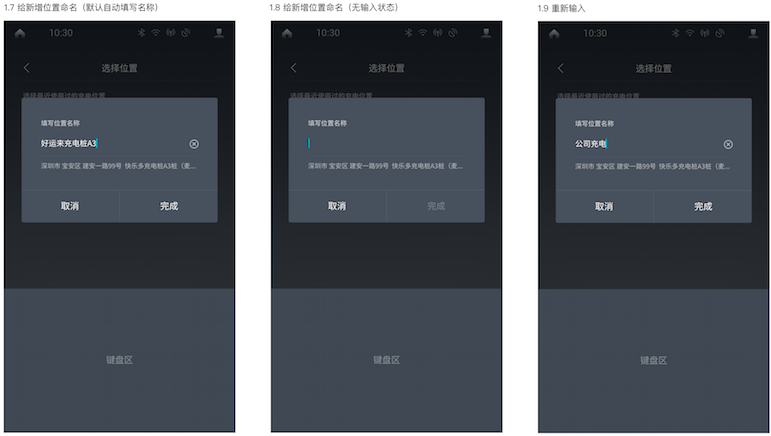 1.7 给新增位置命名（默认自动填写名称）
10:30
选择位置
选择最近使用过的充电位置
填写位置名称
好运来充电桩A3
深圳市 宝安区 建安一路99号 快乐多充电桩A3桩（麦...
取消
完成
键盘区
1.8 给新增位置命名（无输入状态）
10:30
选择位置
选择最近使用过的充电位置
填写位置名称
深圳市 宝安区 建安一路99号 快乐多充电桩A3桩（麦...
取消
完成
键盘区
1.9 重新输入
10:30
选择位置
选择最近使用过的充电位置
填写位置名称
公司充电
深圳市 宝安区 建安一路99号 快乐多充电桩A3桩（麦...
取消
完成
键盘区